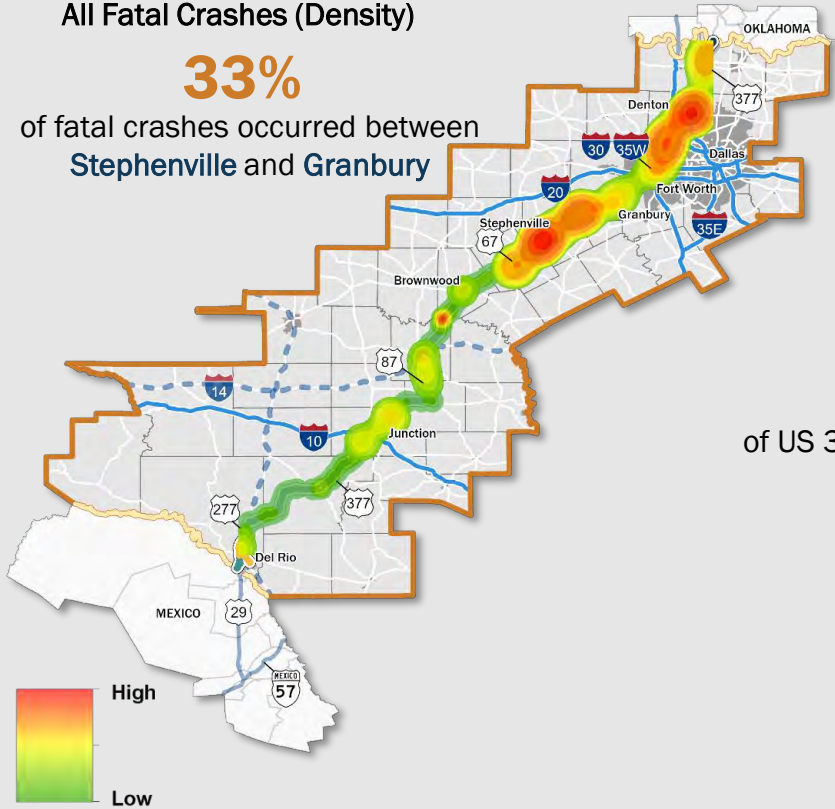 All Fatal Crashes (Density)
33%
of fatal crashes occurred between
Stephenville and Granbury
OKLAHOMA
377
Denton
30
35W
Dallas
20
Fort Worth
Granbury
Stephenville
35E
67
Brownwood
87
14
10
Junction
of US 3
277
377
Del Rio
MEXICO
29
MEXICO
57
High
Low